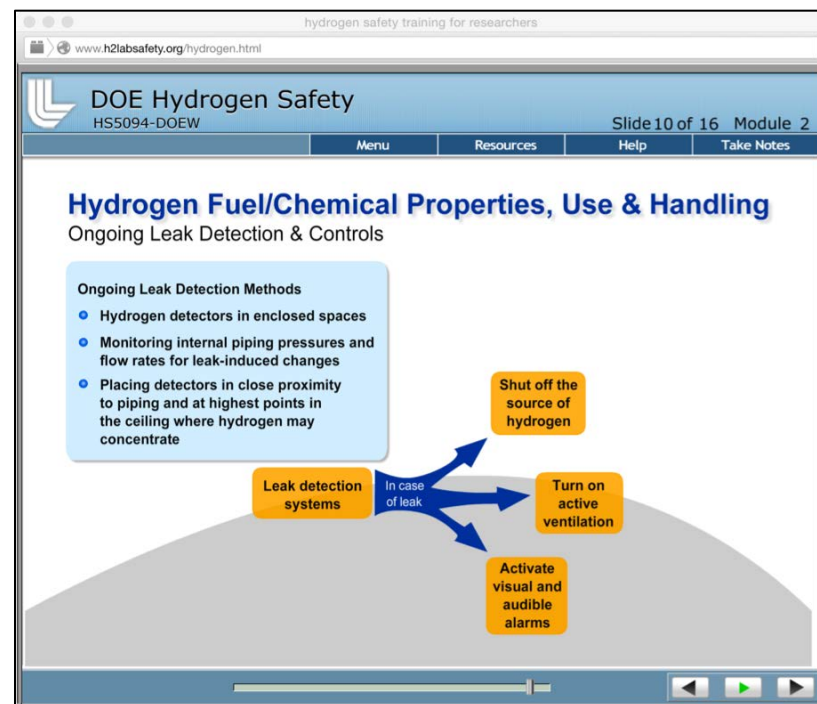 hydrogen safety training for researchers
www.h2labsafety.org/hydrogen.html
DOE Hydrogen Safety
HS5094-DOEW
Slide 10 of 16 Module 2
Menu Resources Help Take Notes
Hydrogen Fuel/Chemical Properties, Use & Handling
Ongoing Leak Detection & Controls
Ongoing Leak Detection Methods
Hydrogen detectors in enclosed spaces
Monitoring internal piping pressures and
flow rates for leak-induced changes
Placing detectors in close proximity
to piping and at highest points in
the ceiling where hydrogen may
concentrate
Leak detection
systems
In case
of leak
Shut off the
source of
hydrogen
Turn on
active
ventilation
Activate
visual and
audible
alarms